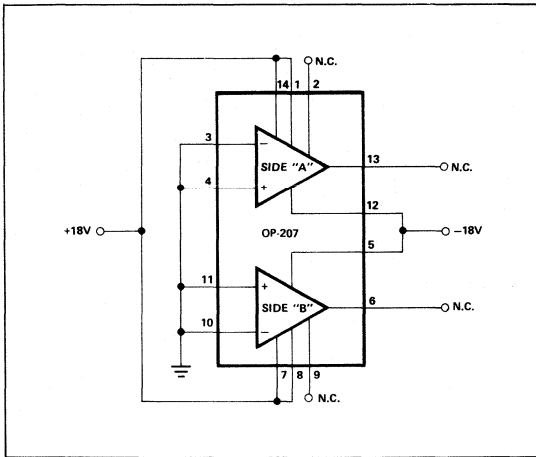 N.C.
14 1 2
3
SIDE "A"
13
N.C.
4
12
+18V
OP-207
-18V
5
11
SIDE "B"
6
N.C.
10
7 8 9
N.C.